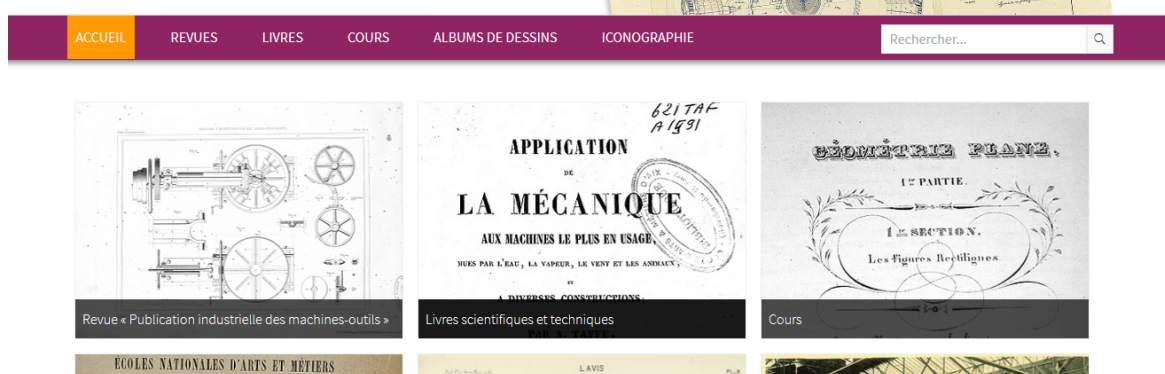 ACCUEIL REVUES LIVRES COURS ALBUMS DE DESSINS ICONOGRAPHIE Rechercher...
621 TAF
A 1991
APPLICATION
DE
LA MÉCANIQUE
AUX MACHINES LE PLUS EN USAGE,
MUES PAR L'EAU, LA VAPEUR, LE VENT ET LES ANIMAUX,
ET
A DIVERSES CONSTRUCTIONS.
PAR A. TAFFE,
GÉOMÉTRIE PLANE,
1re PARTIE.
1re SECTION.
Les figures Rectilignes
Revue « Publication industrielle des machines-outils »
Livres scientifiques et techniques
Cours
ÉCOLES NATIONALES D'ARTS ET MÉTIERS
LAVIS